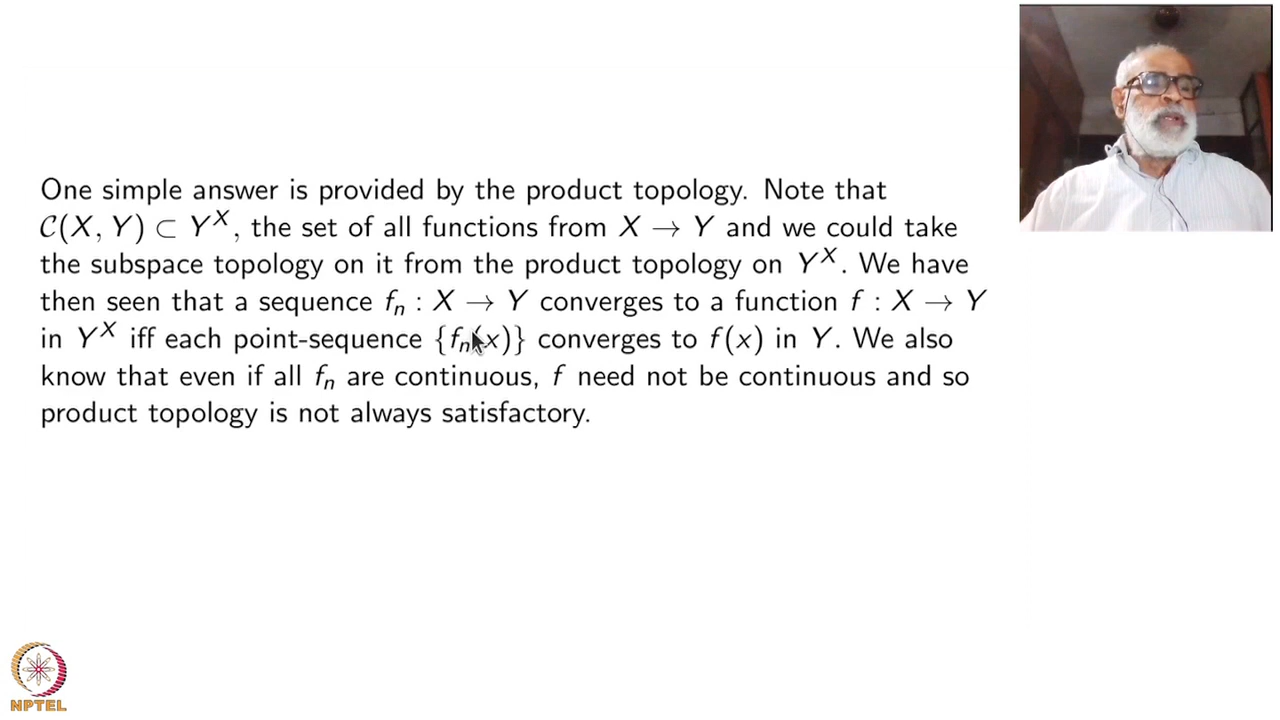 One simple answer is provided by the product topology. Note that
𝒞(X, Y) ⊂ Y^X, the set of all functions from X → Y and we could take
the subspace topology on it from the product topology on Y^X. We have
then seen that a sequence f_n : X → Y converges to a function f : X → Y
in Y^X iff each point-sequence {f_n(x)} converges to f(x) in Y. We also
know that even if all f_n are continuous, f need not be continuous and so
product topology is not always satisfactory.
NPTEL